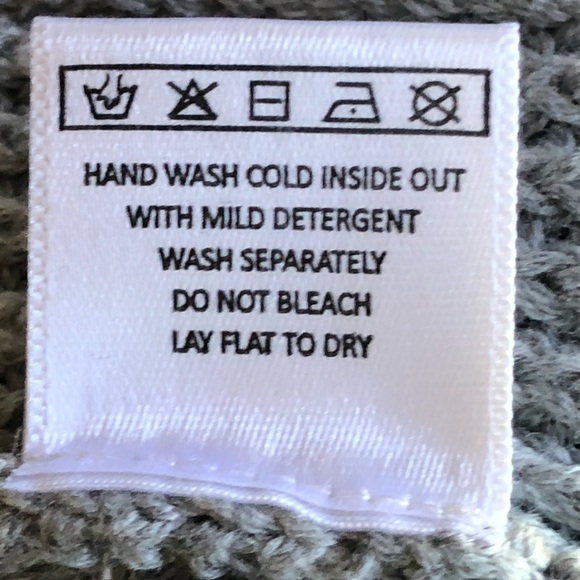 HAND WASH COLD INSIDE OUT
WITH MILD DETERGENT
WASH SEPARATELY
DO NOT BLEACH
LAY FLAT TO DRY